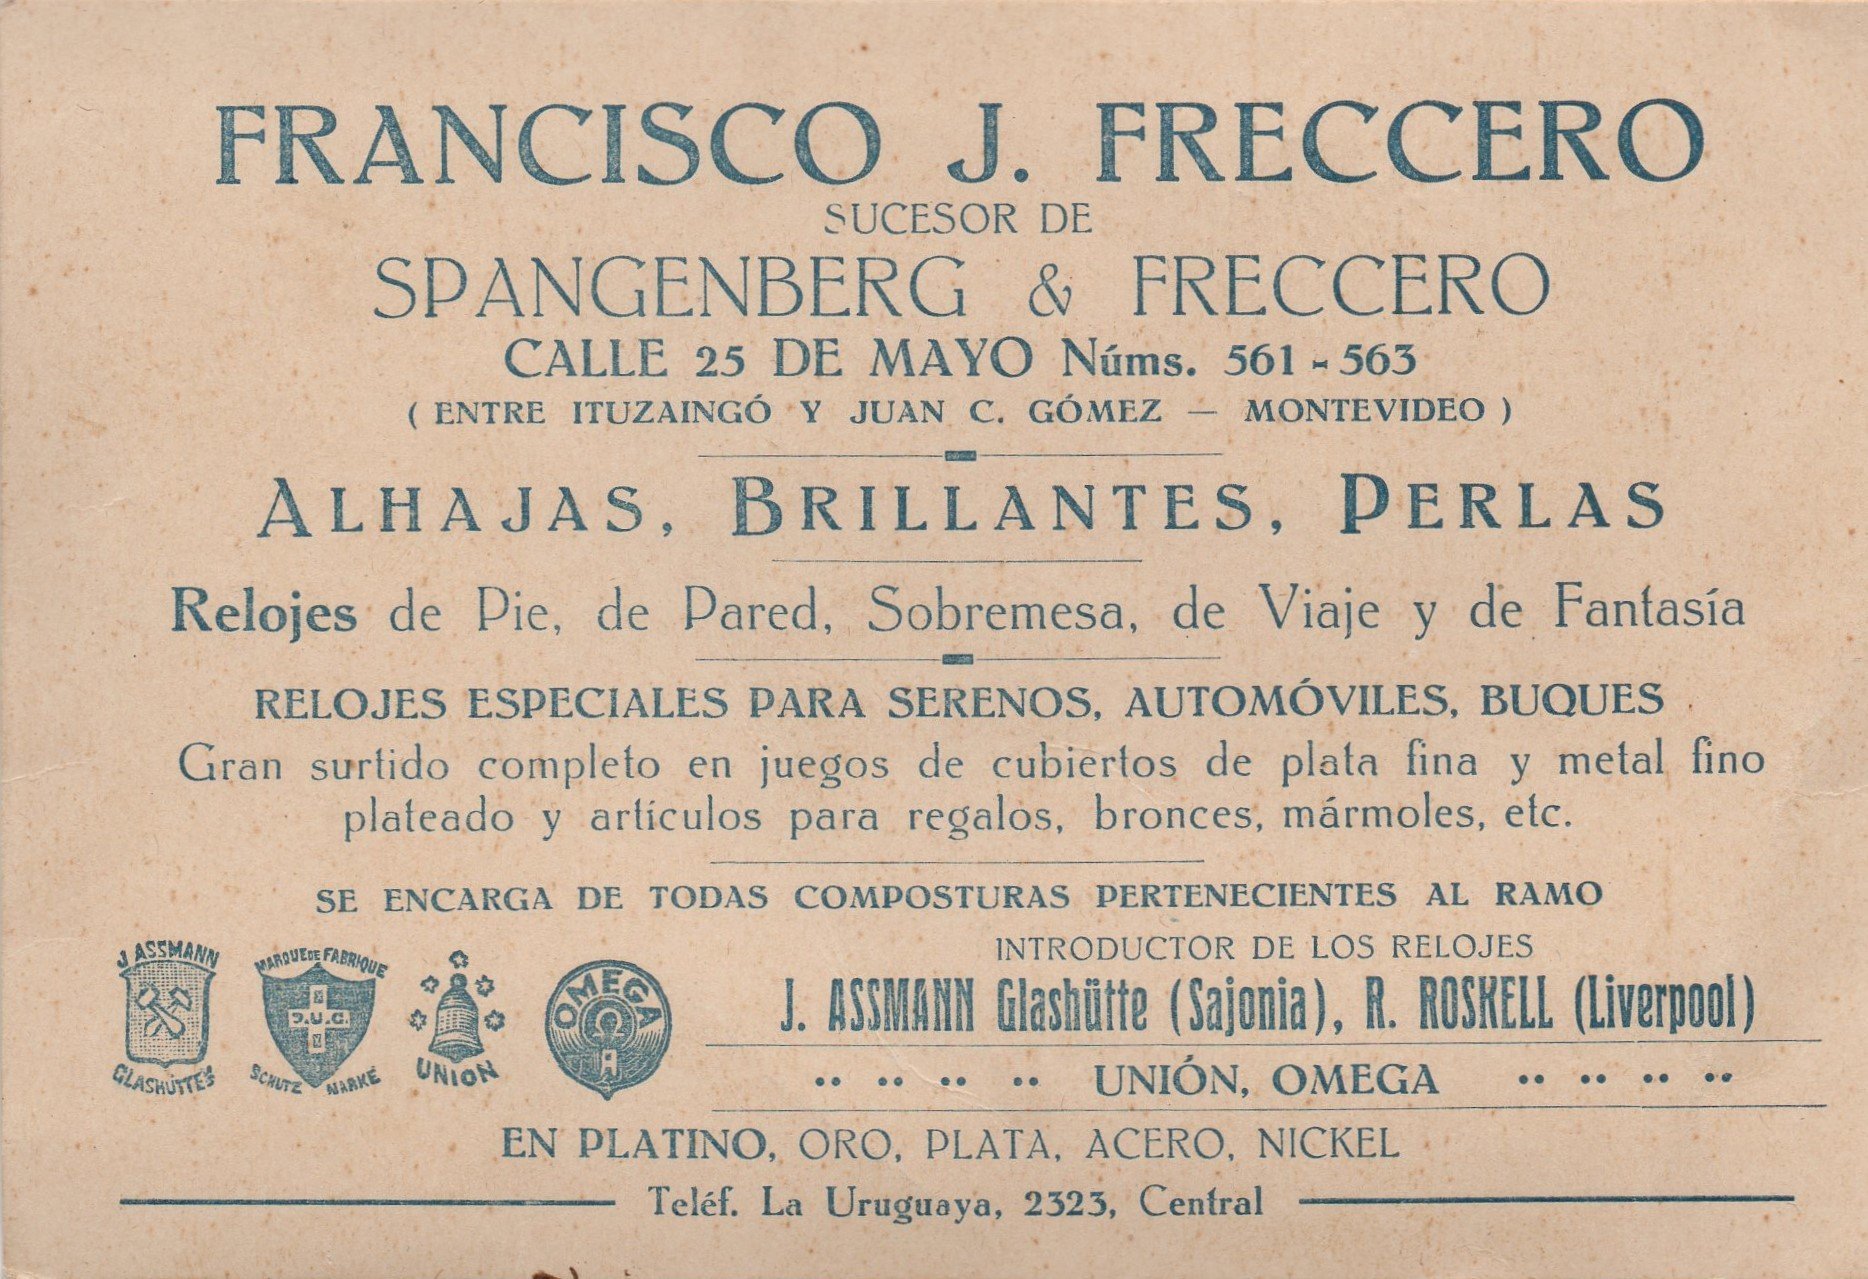 FRANCISCO J. FRECCERO
SUCESOR DE
SPANGENBERG & FRECCERO
CALLE 25 DE MAYO Núms. 561 - 563
( ENTRE ITUZAINGÓ Y JUAN C. GÓMEZ — MONTEVIDEO )
ALHAJAS, BRILLANTES, PERLAS
Relojes de Pie, de Pared, Sobremesa, de Viaje y de Fantasía
RELOJES ESPECIALES PARA SERENOS, AUTOMÓVILES, BUQUES
Gran surtido completo en juegos de cubiertos de plata fina y metal fino
plateado y artículos para regalos, bronces, mármoles, etc.
SE ENCARGA DE TODAS COMPOSTURAS PERTENECIENTES AL RAMO
J ASSMANN
GLASHÜTTE
MARQUE DE FABRIQUE
SCHUTZ MARKE
UNION
OMEGA
INTRODUCTOR DE LOS RELOJES
J. ASSMANN Glashütte (Sajonia), R. ROSKELL (Liverpool)
UNIÓN, OMEGA
EN PLATINO, ORO, PLATA, ACERO, NICKEL
Teléf. La Uruguaya, 2323, Central